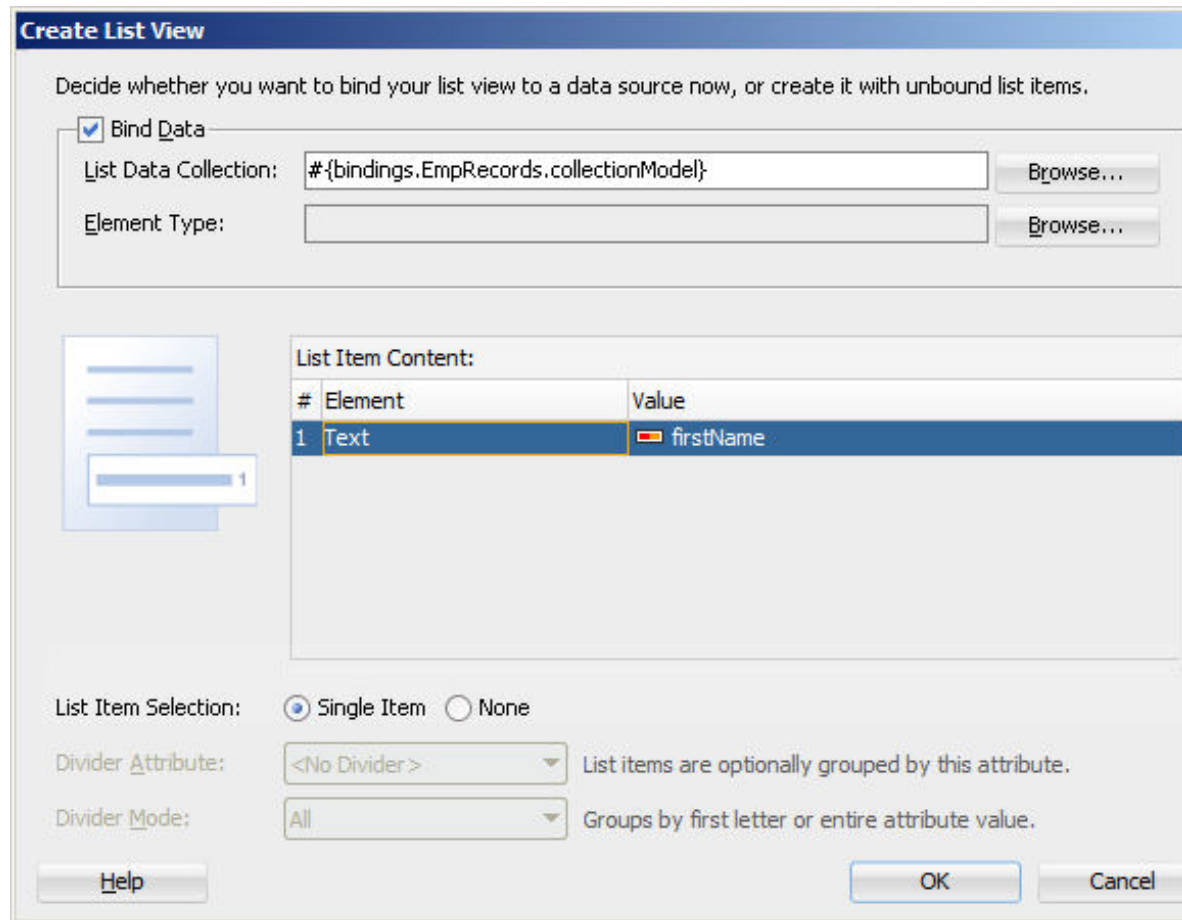 Create List View
Decide whether you want to bind your list view to a data source now, or create it with unbound list items.
Bind Data
List Data Collection: #{bindings.EmpRecords.collectionModel} Browse...
Element Type: Browse...
List Item Content:
# Element Value
1 Text firstName
1
List Item Selection: Single Item None
Divider Attribute: <No Divider> List items are optionally grouped by this attribute.
Divider Mode: All Groups by first letter or entire attribute value.
Help OK Cancel